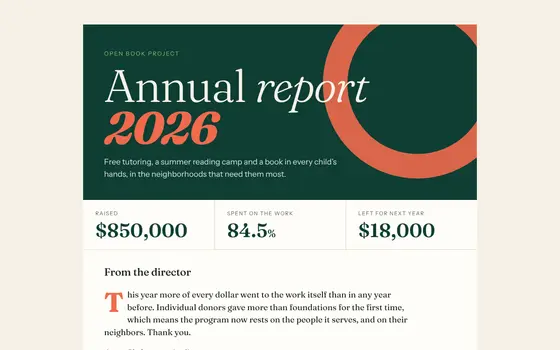 OPEN BOOK PROJECT
Annual report
2026
Free tutoring, a summer reading camp and a book in every child's
hands, in the neighborhoods that need them most.
RAISED
$850,000
SPENT ON THE WORK
84.5%
LEFT FOR NEXT YEAR
$18,000
From the director
This year more of every dollar went to the work itself than in any year
before. Individual donors gave more than foundations for the first time,
which means the program now rests on the people it serves, and on their
neighbors. Thank you.